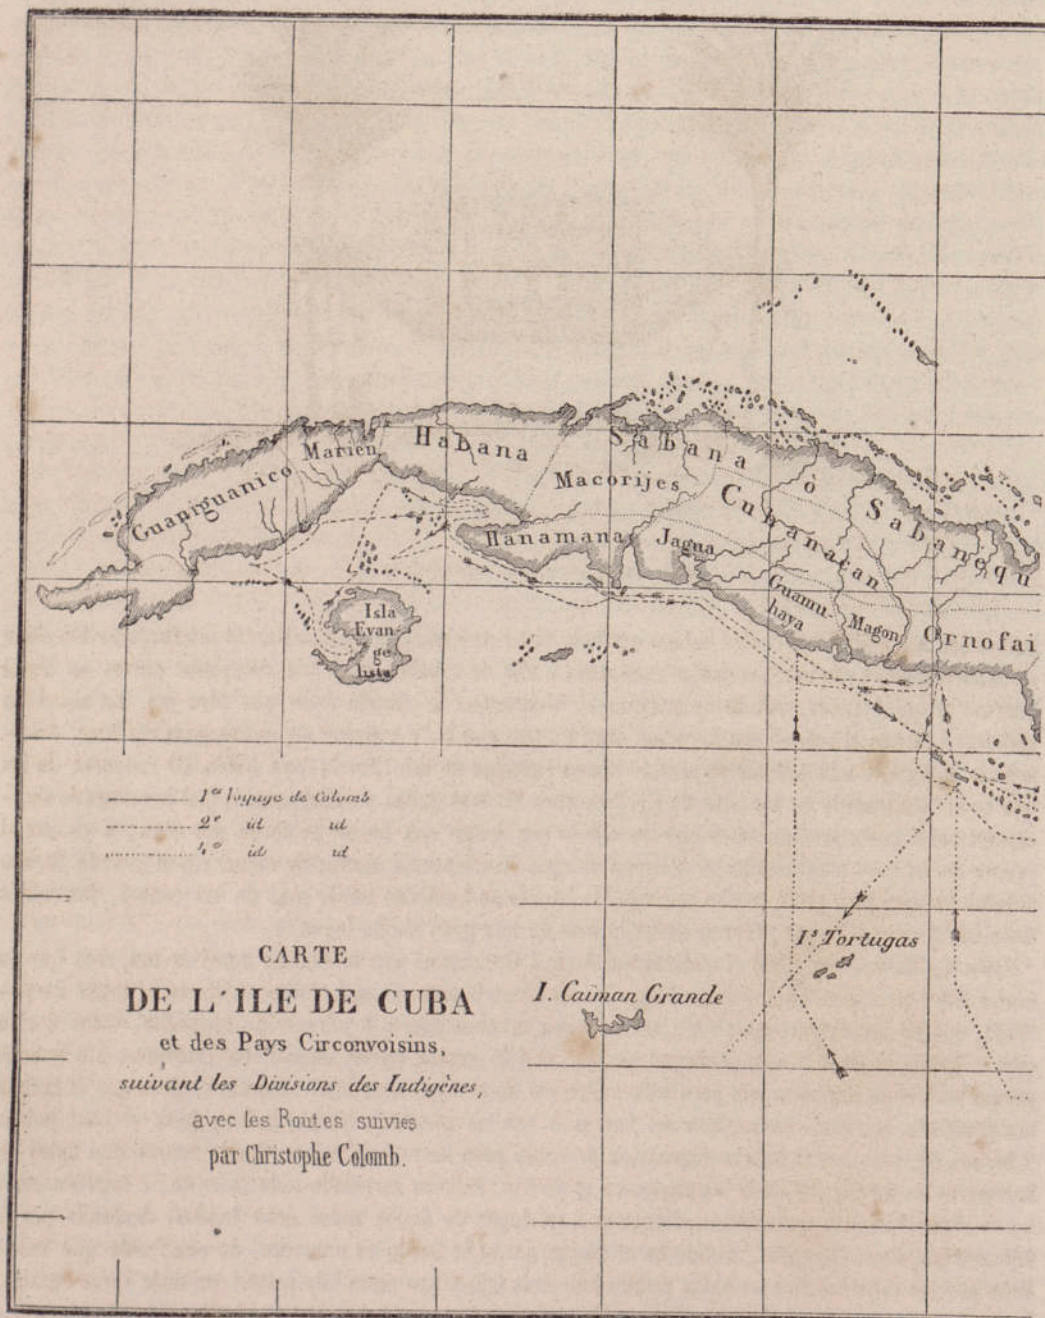 Guaniguanico
Marien
Habana
Macorijes
Sabana ò Sabanequ
Cubanacan
Hanamana
Jagua
Guamu-
haya
Magon
Ornofai
Isla
Evan-
ge
lista
1er Voyage de Colomb
2e id id
4e id id
CARTE
DE L'ILE DE CUBA
et des Pays Circonvoisins,
suivant les Divisions des Indigènes,
avec les Routes suivies
par Christophe Colomb.
I. Caïman Grande
Is Tortugas